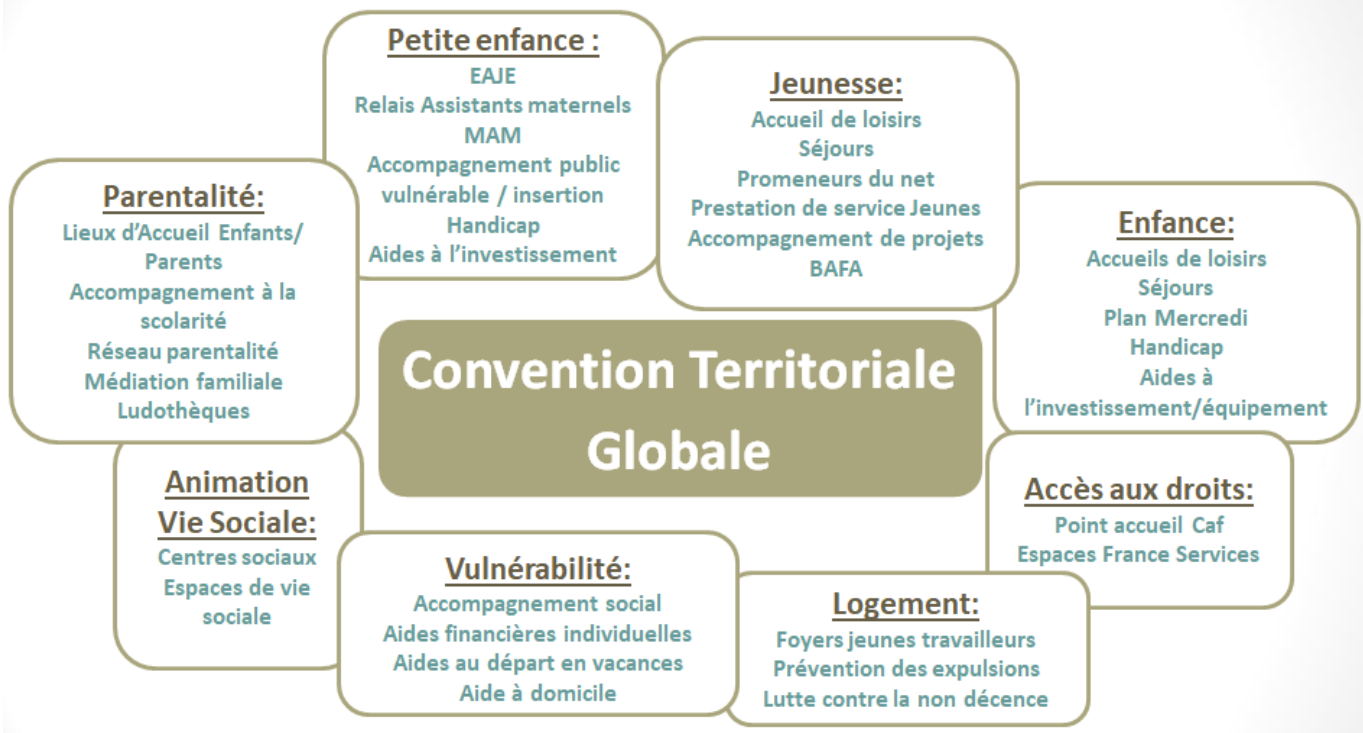 Petite enfance :
EAJE
Relais Assistants maternels
MAM
Accompagnement public
vulnérable / insertion
Handicap
Aides à l'investissement
Jeunesse:
Accueil de loisirs
Séjours
Promeneurs du net
Prestation de service Jeunes
Accompagnement de projets
BAFA
Parentalité:
Lieux d'Accueil Enfants/
Parents
Accompagnement à la
scolarité
Réseau parentalité
Médiation familiale
Ludothèques
Enfance:
Accueils de loisirs
Séjours
Plan Mercredi
Handicap
Aides à
l'investissement/équipement
Convention Territoriale
Globale
Animation
Vie Sociale:
Centres sociaux
Espaces de vie
sociale
Accès aux droits:
Point accueil Caf
Espaces France Services
Vulnérabilité:
Accompagnement social
Aides financières individuelles
Aides au départ en vacances
Aide à domicile
Logement:
Foyers jeunes travailleurs
Prévention des expulsions
Lutte contre la non décence